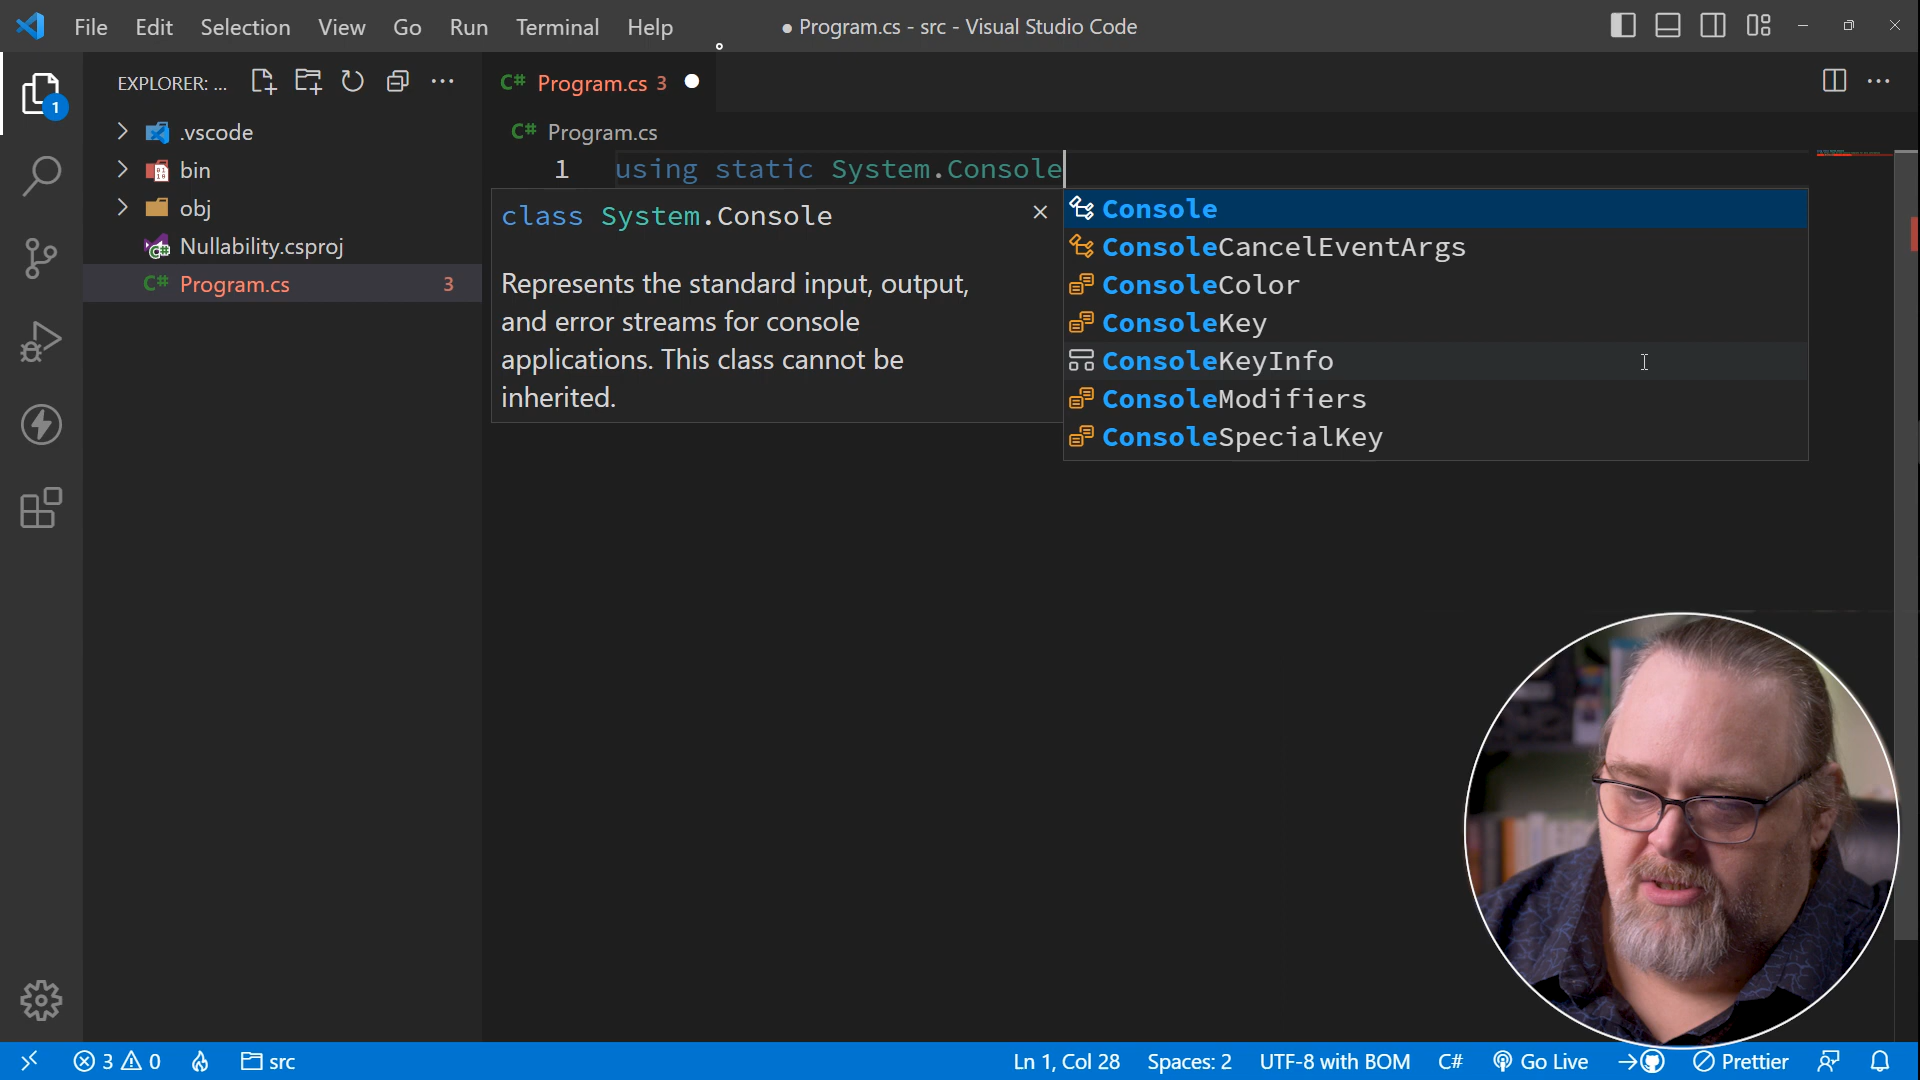 File Edit Selection View Go Run Terminal Help
● Program.cs - src - Visual Studio Code
EXPLORER: ...
C# Program.cs 3
1
.vscode
bin
obj
Nullability.csproj
C# Program.cs 3
C# Program.cs
1 using static System.Console
class System.Console
Represents the standard input, output,
and error streams for console
applications. This class cannot be
inherited.
Console
ConsoleCancelEventArgs
ConsoleColor
ConsoleKey
ConsoleKeyInfo
ConsoleModifiers
ConsoleSpecialKey
3 0 src Ln 1, Col 28 Spaces: 2 UTF-8 with BOM C# Go Live Prettier